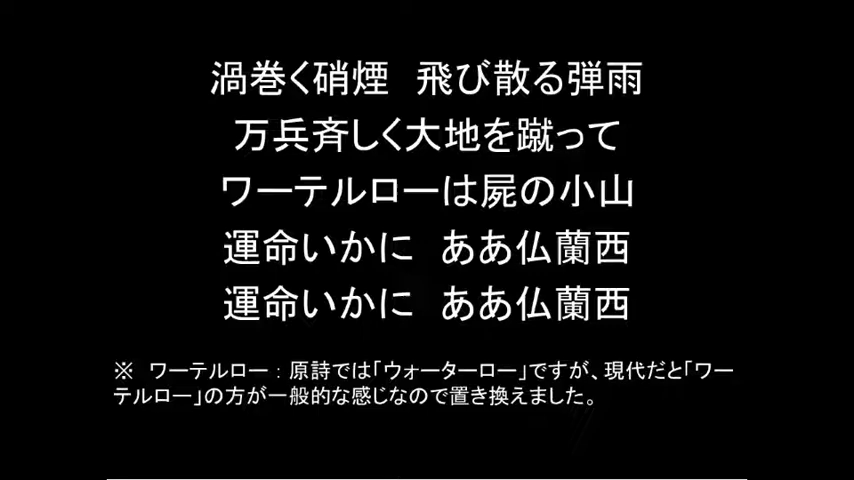 渦巻く硝煙　飛び散る弾雨
万兵斉しく大地を蹴って
ワーテルローは屍の小山
運命いかに　ああ仏蘭西
運命いかに　ああ仏蘭西
※　ワーテルロー：原詩では「ウォーターロー」ですが、現代だと「ワー
テルロー」の方が一般的な感じなので置き換えました。